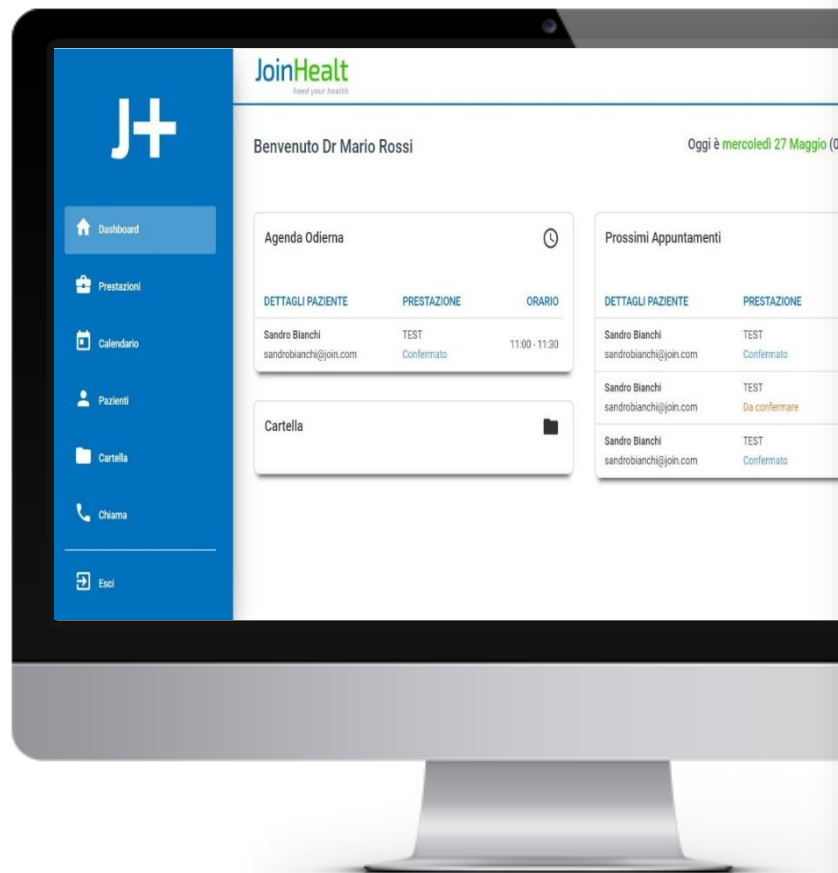 JoinHealt
heed your health
J+
Benvenuto Dr Mario Rossi
Oggi è mercoledì 27 Maggio (0
Dashboard
Prestazioni
Calendario
Pazienti
Cartella
Chiama
Esci
Agenda Odierna
DETTAGLI PAZIENTE PRESTAZIONE ORARIO
Sandro Bianchi TEST
11:00 - 11:30
sandrobianchi@join.com Confermato
Cartella
Prossimi Appuntamenti
DETTAGLI PAZIENTE PRESTAZIONE
Sandro Bianchi TEST
sandrobianchi@join.com Confermato
Sandro Bianchi TEST
sandrobianchi@join.com Da confermare
Sandro Bianchi TEST
sandrobianchi@join.com Confermato